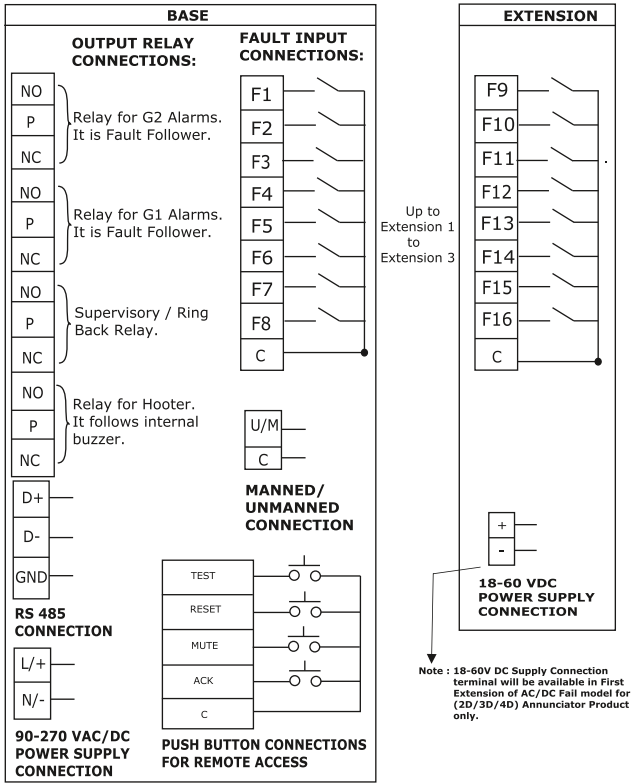 BASE
OUTPUT RELAY
CONNECTIONS:
NO
P
NC
Relay for G2 Alarms.
It is Fault Follower.
NO
P
NC
Relay for G1 Alarms.
It is Fault Follower.
NO
P
NC
Supervisory / Ring
Back Relay.
NO
P
NC
Relay for Hooter.
It follows internal
buzzer.
D+
D-
GND
RS 485
CONNECTION
L/+
N/-
90-270 VAC/DC
POWER SUPPLY
CONNECTION
FAULT INPUT
CONNECTIONS:
F1
F2
F3
F4
F5
F6
F7
F8
C
U/M
C
MANNED/
UNMANNED
CONNECTION
TEST
RESET
MUTE
ACK
C
PUSH BUTTON CONNECTIONS
FOR REMOTE ACCESS
Up to
Extension 1
to
Extension 3
EXTENSION
F9
F10
F11
F12
F13
F14
F15
F16
C
+
-
18-60 VDC
POWER SUPPLY
CONNECTION
Note : 18-60V DC Supply Connection
terminal will be available in First
Extension of AC/DC Fail model for
(2D/3D/4D) Annunciator Product
only.